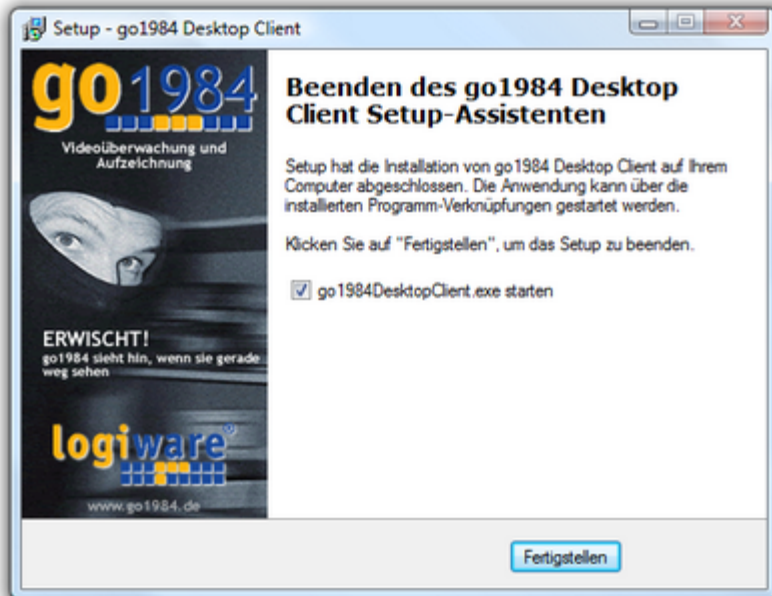 Setup - go1984 Desktop Client
go1984
Videoüberwachung und
Aufzeichnung
ERWISCHT!
go1984 sieht hin, wenn sie gerade
weg sehen
logiware®
www.go1984.de
Beenden des go1984 Desktop
Client Setup-Assistenten
Setup hat die Installation von go1984 Desktop Client auf Ihrem
Computer abgeschlossen. Die Anwendung kann über die
installierten Programm-Verknüpfungen gestartet werden.
Klicken Sie auf "Fertigstellen", um das Setup zu beenden.
go1984DesktopClient.exe starten
Fertigstellen